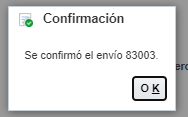 Confirmación
Se confirmó el envío 83003.
OK